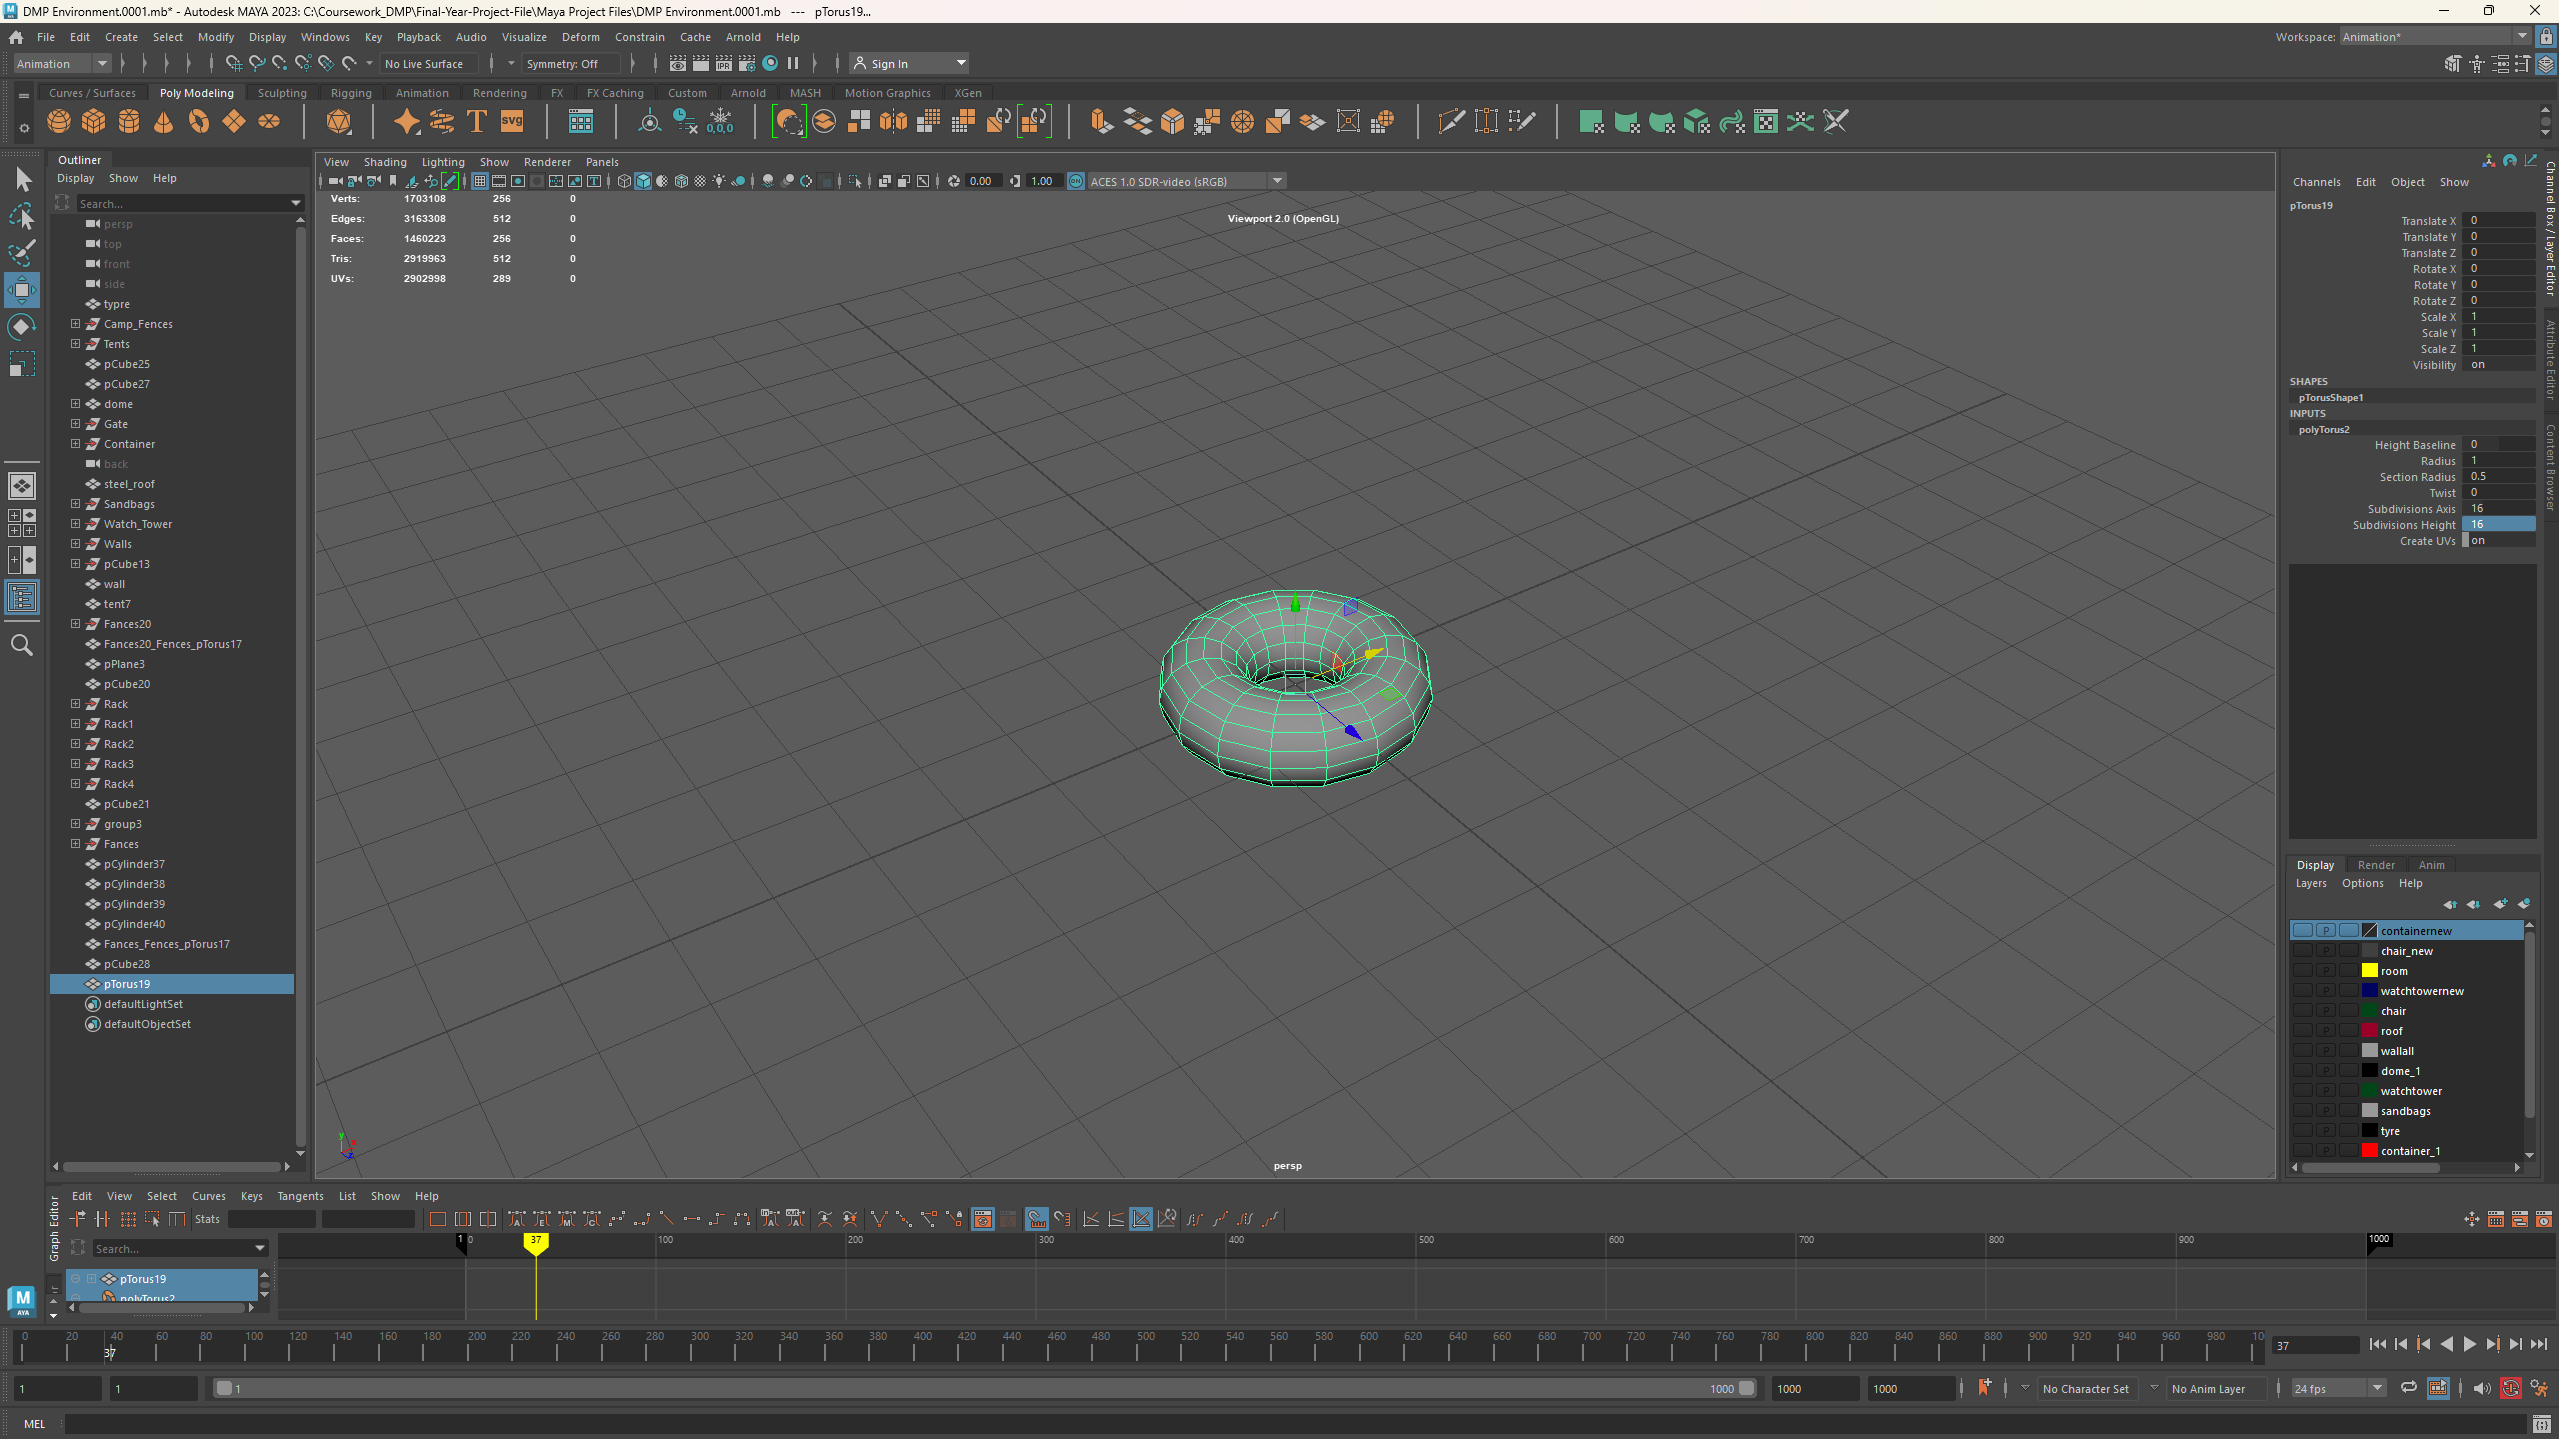 DMP Environment.0001.mb* - Autodesk MAYA 2023: C:\Coursework_DMP\Final-Year-Project-File\Maya Project Files\DMP Environment.0001.mb --- pTorus19...
File Edit Create Select Modify Display Windows Key Playback Audio Visualize Deform Constrain Cache Arnold Help
Workspace: Animation*
Animation No Live Surface Symmetry: Off IPR Sign In
Curves / Surfaces Poly Modeling Sculpting Rigging Animation Rendering FX FX Caching Custom Arnold MASH Motion Graphics XGen
T SVG 0,0,0
Outliner
Display Show Help
Search...
persp
top
front
side
typre
Camp_Fences
Tents
pCube25
pCube27
dome
Gate
Container
back
steel_roof
Sandbags
Watch_Tower
Walls
pCube13
wall
tent7
Fances20
Fances20_Fences_pTorus17
pPlane3
pCube20
Rack
Rack1
Rack2
Rack3
Rack4
pCube21
group3
Fances
pCylinder37
pCylinder38
pCylinder39
pCylinder40
Fances_Fences_pTorus17
pCube28
pTorus19
defaultLightSet
defaultObjectSet
View Shading Lighting Show Renderer Panels
0.00 1.00 ON ACES 1.0 SDR-video (sRGB)
Verts: 1703108 256 0
Edges: 3163308 512 0
Faces: 1460223 256 0
Tris: 2919963 512 0
UVs: 2902998 289 0
Viewport 2.0 (OpenGL)
y
x
z
persp
Channels Edit Object Show
pTorus19
Translate X 0
Translate Y 0
Translate Z 0
Rotate X 0
Rotate Y 0
Rotate Z 0
Scale X 1
Scale Y 1
Scale Z 1
Visibility on
SHAPES
pTorusShape1
INPUTS
polyTorus2
Height Baseline 0
Radius 1
Section Radius 0.5
Twist 0
Subdivisions Axis 16
Subdivisions Height 16
Create UVs on
Channel Box / Layer Editor
Attribute Editor
Content Browser
Display Render Anim
Layers Options Help
P containernew
P chair_new
P room
P watchtowernew
P chair
P roof
P wallall
P dome_1
P watchtower
P sandbags
P tyre
P container_1
Graph Editor
Edit View Select Curves Keys Tangents List Show Help
Stats
Search...
pTorus19
polyTorus2
1 0 37 100 200 300 400 500 600 700 800 900 1000
M
AYA
0 20 40 60 80 100 120 140 160 180 200 220 240 260 280 300 320 340 360 380 400 420 440 460 480 500 520 540 560 580 600 620 640 660 680 700 720 740 760 780 800 820 840 860 880 900 920 940 960 980 10
37
37
1 1 1 1000 1000 1000 No Character Set No Anim Layer 24 fps
MEL